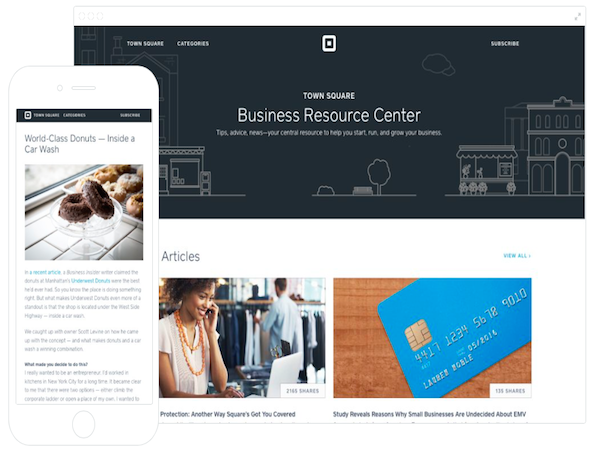 TOWN SQUARE CATEGORIES SUBSCRIBE
TOWN SQUARE
Business Resource Center
Tips, advice, news—your central resource to help you start, run, and grow your business.
Articles
VIEW ALL ›
2165 SHARES
Protection: Another Way Square's Got You Covered
4417 1234 5678 9010
LAUREN NOBLE
135 SHARES
Study Reveals Reasons Why Small Businesses Are Undecided About EMV
TOWN SQUARE CATEGORIES SUBSCRIBE
World-Class Donuts — Inside a
Car Wash
In a recent article, a Business Insider writer claimed the
donuts at Manhattan's Underwest Donuts were the best
he'd ever had. So you know the place is doing something
right. But what makes Underwest Donuts even more of a
standout is that the shop is located under the West Side
Highway — inside a car wash.
We caught up with owner Scott Levine on how he came
up with the concept — and what makes donuts and a car
wash a winning combination.
What made you decide to do this?
I really wanted to be an entrepreneur. I'd worked in
kitchens in New York City for a long time. It became clear
to me that there were two options — either climb the
corporate ladder or open a place of my own. I wanted to